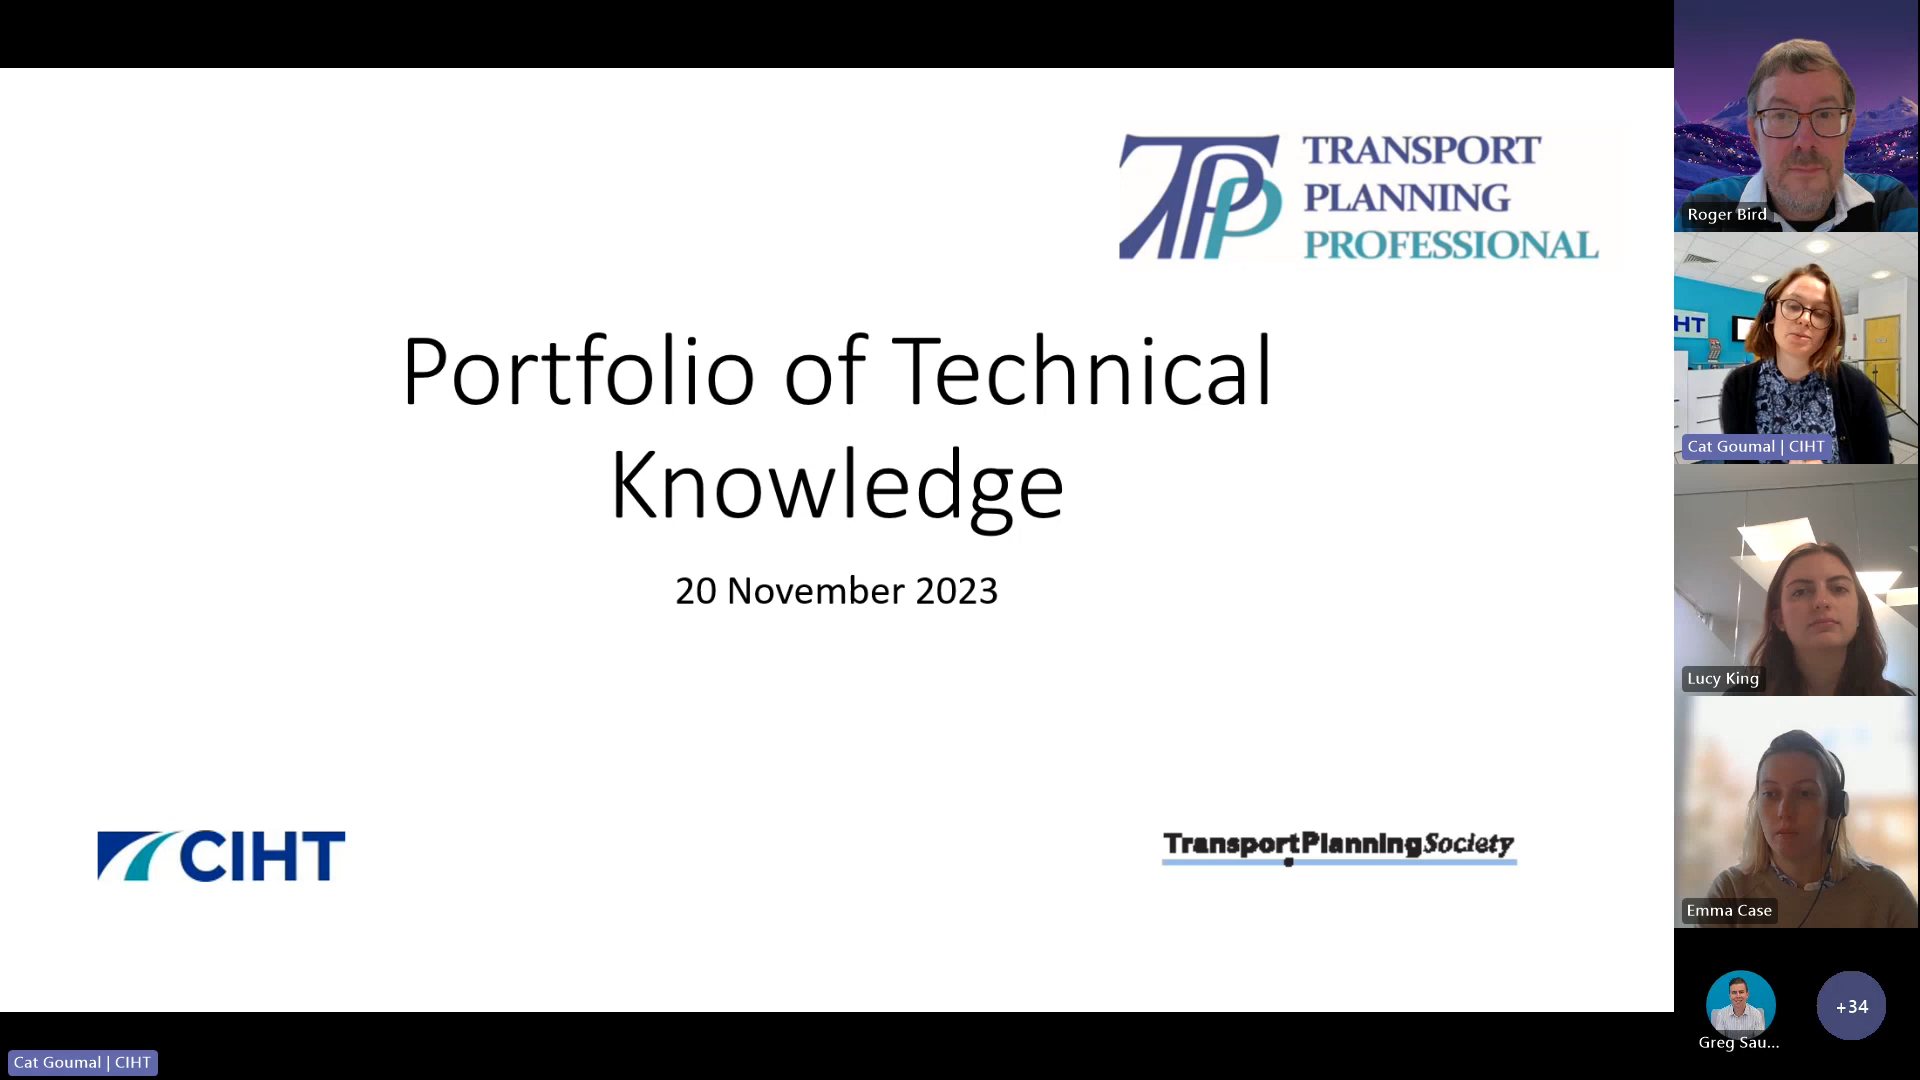 TPP
TRANSPORT
PLANNING
PROFESSIONAL
Portfolio of Technical
Knowledge
20 November 2023
CIHT
TransportPlanningSociety
Roger Bird
HT
Cat Goumal | CIHT
Lucy King
Emma Case
Greg Sau...
+34
Cat Goumal | CIHT